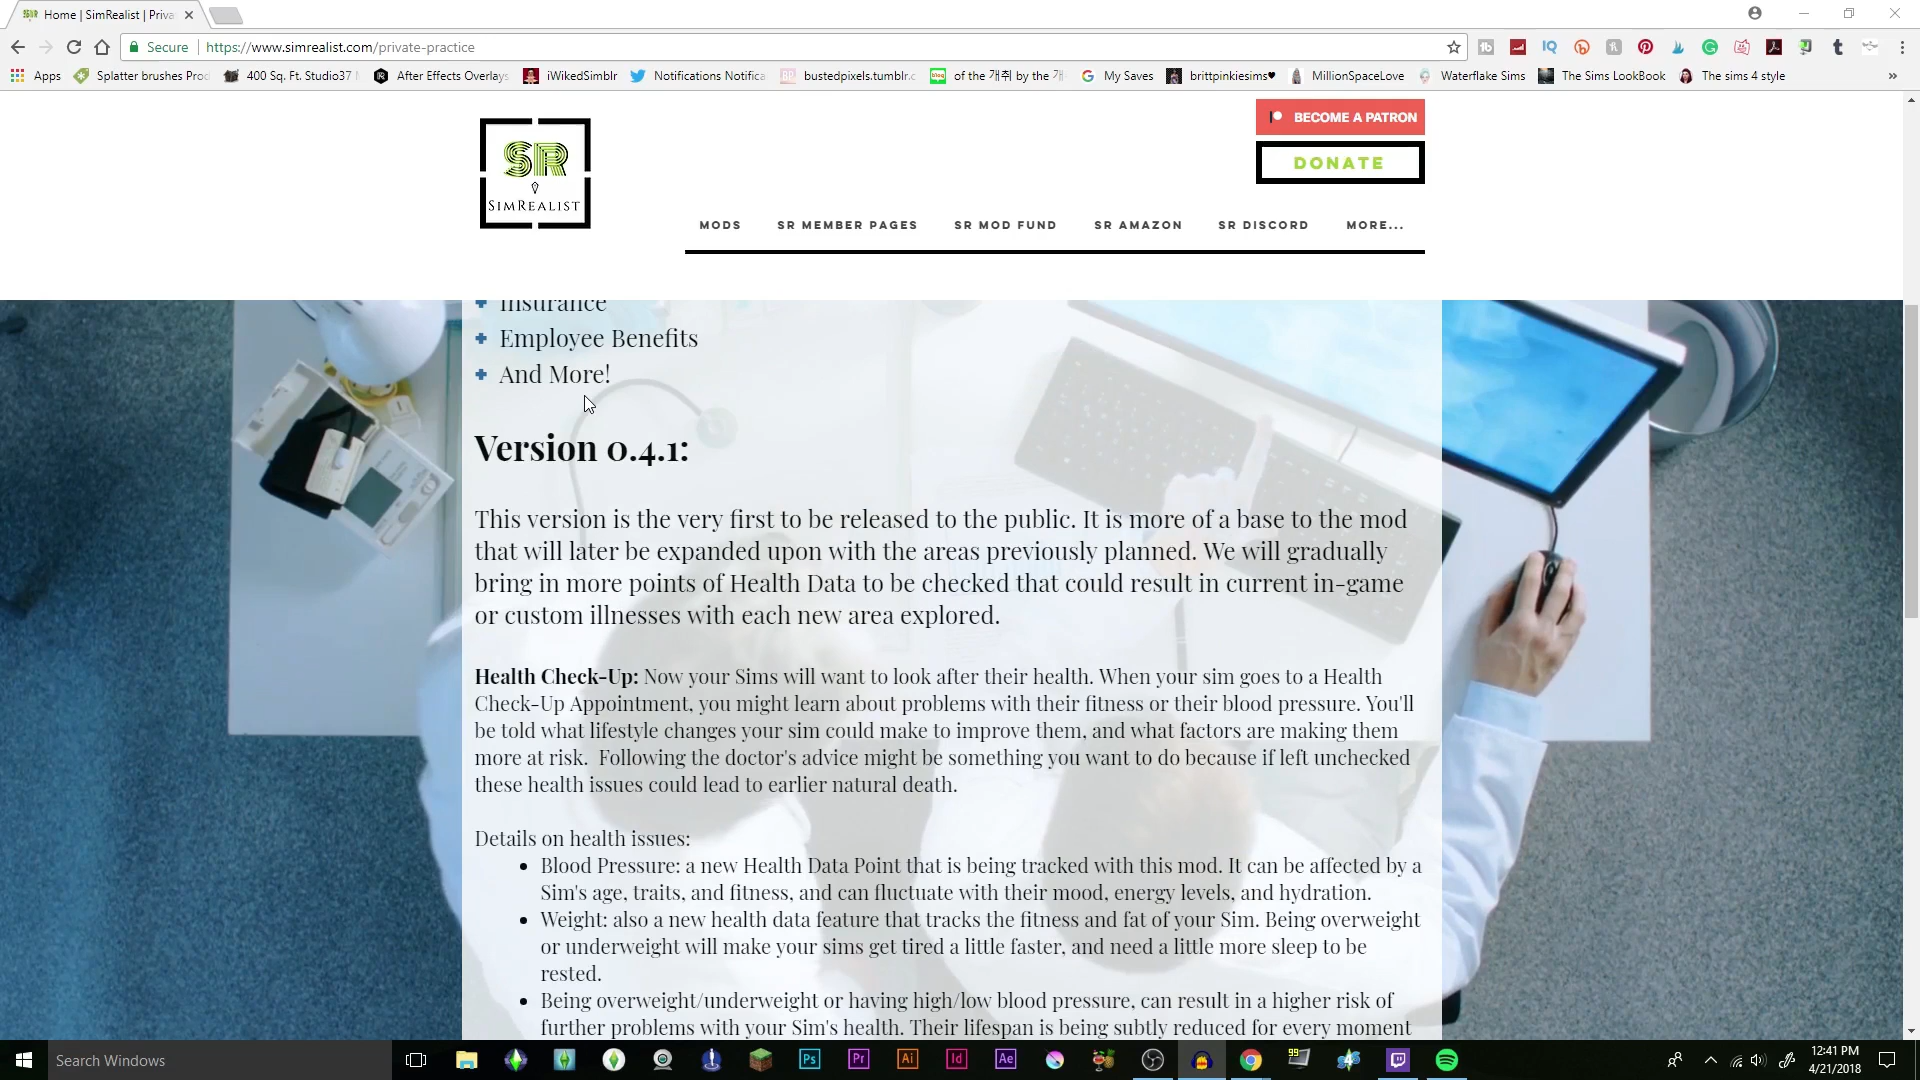 Home | SimRealist | Priva
Secure
https://www.simrealist.com/private-practice
Apps
Splatter brushes Pro
400 Sq. Ft. Studio37
After Effects Overlays
iWikedSimblr
Notifications Notifica
bustedpixels.tumblr.c
of the 개취 by the
My Saves
brittpinkiesims♥
MillionSpaceLove
Waterflake Sims
The Sims LookBook
The sims 4 style
»
BECOME A PATRON
DONATE
SR
SIMREALIST
MODS
SR MEMBER PAGES
SR MOD FUND
SR AMAZON
SR DISCORD
MORE...
Insurance
Employee Benefits
And More!
Version 0.4.1:
This version is the very first to be released to the public. It is more of a base to the mod
that will later be expanded upon with the areas previously planned. We will gradually
bring in more points of Health Data to be checked that could result in current in-game
or custom illnesses with each new area explored.
Health Check-Up: Now your Sims will want to look after their health. When your sim goes to a Health
Check-Up Appointment, you might learn about problems with their fitness or their blood pressure. You'll
be told what lifestyle changes your sim could make to improve them, and what factors are making them
more at risk. Following the doctor's advice might be something you want to do because if left unchecked
these health issues could lead to earlier natural death.
Details on health issues:
• Blood Pressure: a new Health Data Point that is being tracked with this mod. It can be affected by a
Sim's age, traits, and fitness, and can fluctuate with their mood, energy levels, and hydration.
• Weight: also a new health data feature that tracks the fitness and fat of your Sim. Being overweight
or underweight will make your sims get tired a little faster, and need a little more sleep to be
rested.
• Being overweight/underweight or having high/low blood pressure, can result in a higher risk of
further problems with your Sim's health. Their lifespan is being subtly reduced for every moment
Search Windows
Ps
Pr
Ai
Id
Ae
99
12:41 PM
4/21/2018